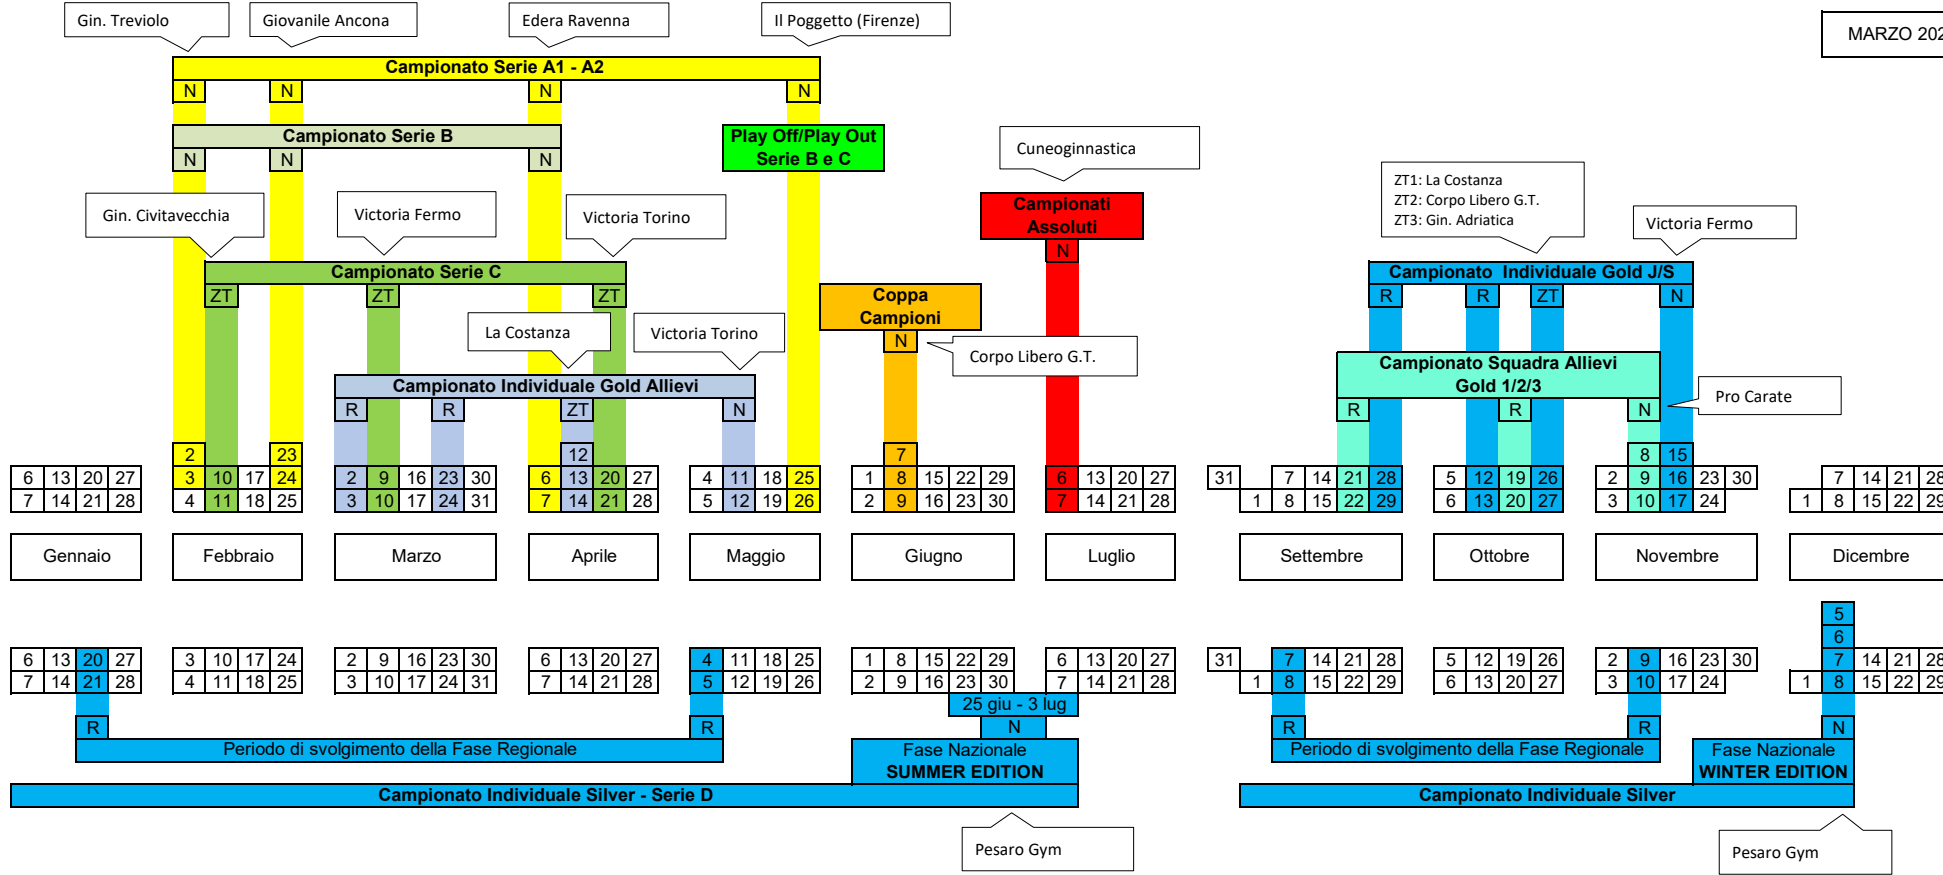 Gin. Treviolo
Giovanile Ancona
Edera Ravenna
Il Poggetto (Firenze)
MARZO 202
Campionato Serie A1 - A2
N N N N
Campionato Serie B
N N N
Play Off/Play Out
Serie B e C
Cuneoginnastica
Gin. Civitavecchia
Victoria Fermo
Victoria Torino
Campionati
Assoluti
N
ZT1: La Costanza
ZT2: Corpo Libero G.T.
ZT3: Gin. Adriatica
Victoria Fermo
Campionato Serie C
ZT ZT ZT
Campionato Individuale Gold J/S
R R ZT N
Coppa
Campioni
N
La Costanza
Victoria Torino
Corpo Libero G.T.
Campionato Individuale Gold Allievi
R R ZT N
Campionato Squadra Allievi
Gold 1/2/3
R R N
Pro Carate
2 23 12 7 8 15
6 13 20 27 3 10 17 24 2 9 16 23 30 6 13 20 27 4 11 18 25 1 8 15 22 29 6 13 20 27 31 7 14 21 28 5 12 19 26 2 9 16 23 30 7 14 21 28
7 14 21 28 4 11 18 25 3 10 17 24 31 7 14 21 28 5 12 19 26 2 9 16 23 30 7 14 21 28 1 8 15 22 29 6 13 20 27 3 10 17 24 1 8 15 22 29
Gennaio Febbraio Marzo Aprile Maggio Giugno Luglio Settembre Ottobre Novembre Dicembre
5
6
6 13 20 27 3 10 17 24 2 9 16 23 30 6 13 20 27 4 11 18 25 1 8 15 22 29 6 13 20 27 31 7 14 21 28 5 12 19 26 2 9 16 23 30 7 14 21 28
7 14 21 28 4 11 18 25 3 10 17 24 31 7 14 21 28 5 12 19 26 2 9 16 23 30 7 14 21 28 1 8 15 22 29 6 13 20 27 3 10 17 24 1 8 15 22 29
25 giu - 3 lug
R R N R R N
Periodo di svolgimento della Fase Regionale
Fase Nazionale
SUMMER EDITION
Periodo di svolgimento della Fase Regionale
Fase Nazionale
WINTER EDITION
Campionato Individuale Silver - Serie D
Campionato Individuale Silver
Pesaro Gym
Pesaro Gym